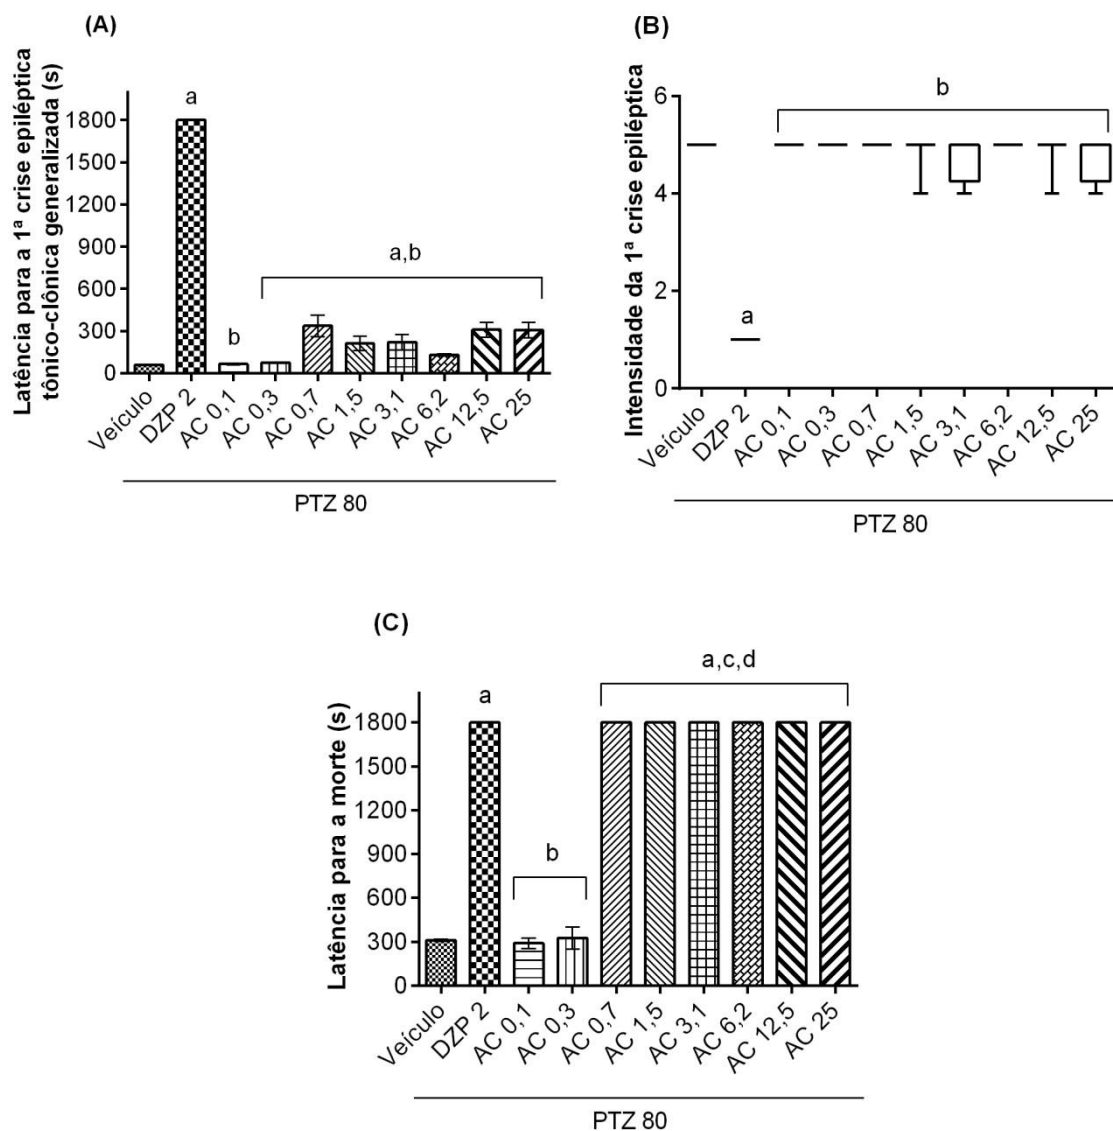 (A)
Latência para a 1ª crise epiléptica
tônico-clônica generalizada (s)
1800
1500
1200
900
600
300
0
a
b
a,b
Veículo
DZP 2
AC 0,1
AC 0,3
AC 0,7
AC 1,5
AC 3,1
AC 6,2
AC 12,5
AC 25
PTZ 80
(B)
Intensidade da 1ª crise epiléptica
6
4
2
0
a
b
Veículo
DZP 2
AC 0,1
AC 0,3
AC 0,7
AC 1,5
AC 3,1
AC 6,2
AC 12,5
AC 25
PTZ 80
(C)
Latência para a morte (s)
1800
1500
1200
900
600
300
0
a
b
a,c,d
Veículo
DZP 2
AC 0,1
AC 0,3
AC 0,7
AC 1,5
AC 3,1
AC 6,2
AC 12,5
AC 25
PTZ 80